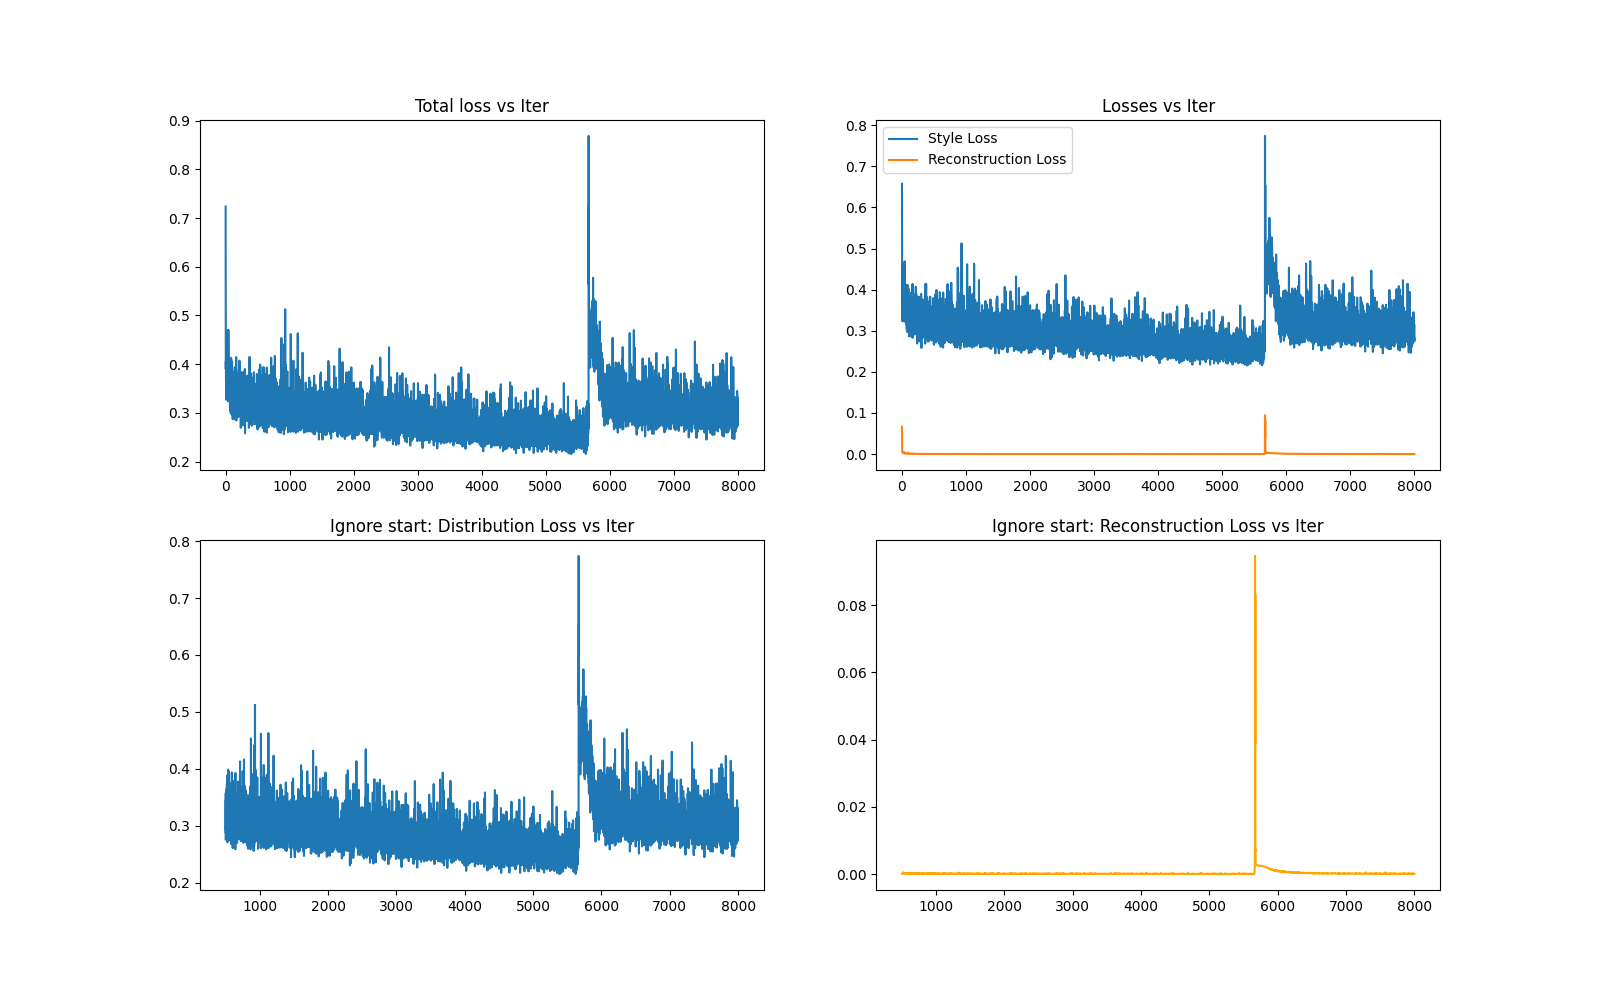 Total loss vs Iter
0.9
0.8
0.7
0.6
0.5
0.4
0.3
0.2
0 1000 2000 3000 4000 5000 6000 7000 8000
Losses vs Iter
Style Loss
Reconstruction Loss
0.8
0.7
0.6
0.5
0.4
0.3
0.2
0.1
0.0
0 1000 2000 3000 4000 5000 6000 7000 8000
Ignore start: Distribution Loss vs Iter
0.8
0.7
0.6
0.5
0.4
0.3
0.2
1000 2000 3000 4000 5000 6000 7000 8000
Ignore start: Reconstruction Loss vs Iter
0.08
0.06
0.04
0.02
0.00
1000 2000 3000 4000 5000 6000 7000 8000